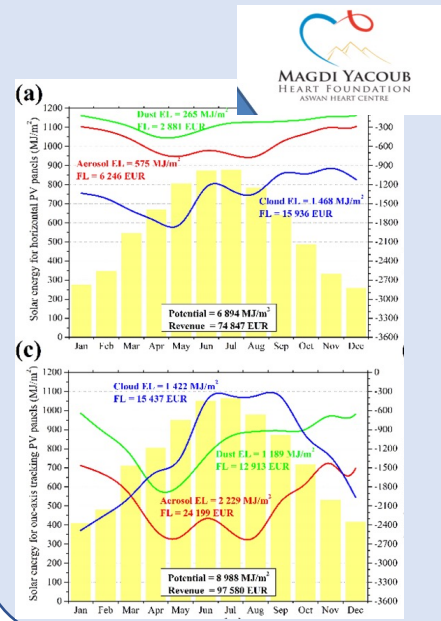 MAGDI YACOUB
HEART FOUNDATION
ASWAN HEART CENTRE
(a)
Solar energy for horizontal PV panels (MJ/m²)
1200
1100
1000
900
800
700
600
500
400
300
200
100
0
Dust EL = 265 MJ/m²
FL = 2 881 EUR
Aerosol EL = 575 MJ/m²
FL = 6 246 EUR
Cloud EL = 1 468 MJ/m²
FL = 15 936 EUR
Potential = 6 894 MJ/m²
Revenue = 74 847 EUR
-300
-600
-900
-1200
-1500
-1800
-2100
-2400
-2700
-3000
-3300
-3600
Jan Feb Mar Apr May Jun Jul Aug Sep Oct Nov Dec
(c)
Solar energy for one-axis tracking PV panels (MJ/m²)
1200
1100
1000
900
800
700
600
500
400
300
200
100
0
Cloud EL = 1 422 MJ/m²
FL = 15 437 EUR
Dust EL = 1 189 MJ/m²
FL = 12 913 EUR
Aerosol EL = 2 229 MJ/m²
FL = 24 199 EUR
Potential = 8 988 MJ/m²
Revenue = 97 580 EUR
0
-300
-600
-900
-1200
-1500
-1800
-2100
-2400
-2700
-3000
-3300
-3600
Jan Feb Mar Apr May Jun Jul Aug Sep Oct Nov Dec